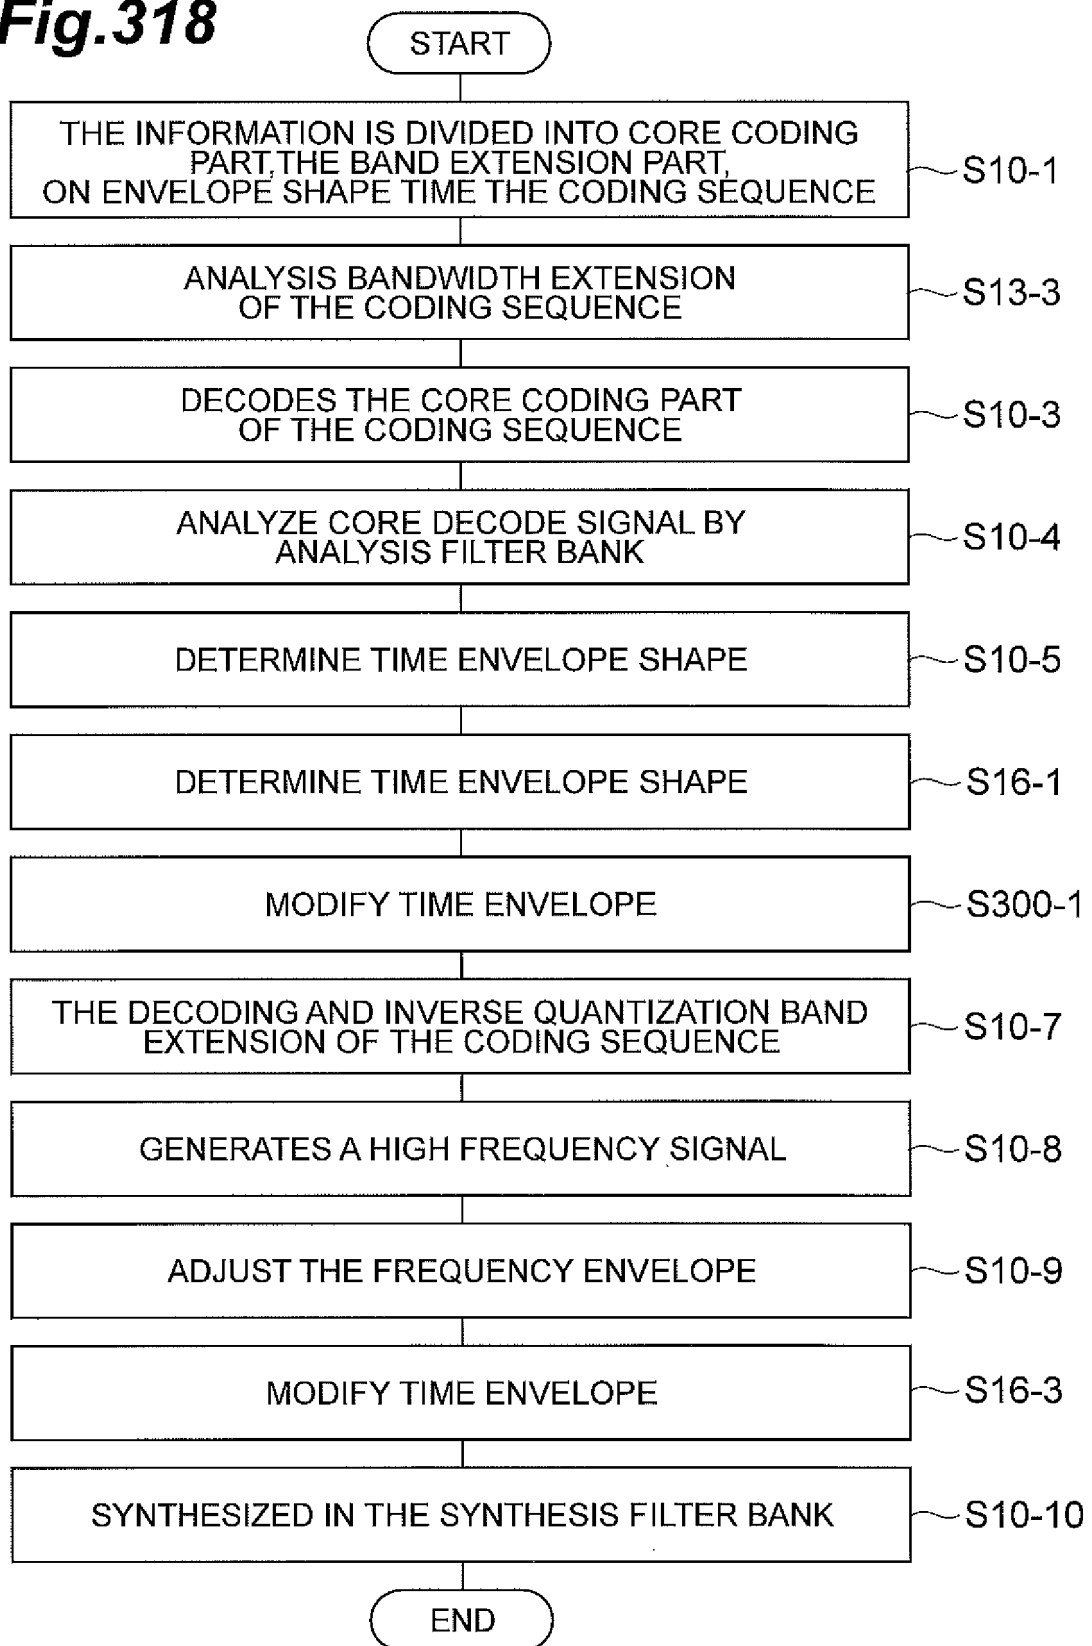 Fig.318
START
THE INFORMATION IS DIVIDED INTO CORE CODING
PART,THE BAND EXTENSION PART,
ON ENVELOPE SHAPE TIME THE CODING SEQUENCE
S10-1
ANALYSIS BANDWIDTH EXTENSION
OF THE CODING SEQUENCE
S13-3
DECODES THE CORE CODING PART
OF THE CODING SEQUENCE
S10-3
ANALYZE CORE DECODE SIGNAL BY
ANALYSIS FILTER BANK
S10-4
DETERMINE TIME ENVELOPE SHAPE
S10-5
DETERMINE TIME ENVELOPE SHAPE
S16-1
MODIFY TIME ENVELOPE
S300-1
THE DECODING AND INVERSE QUANTIZATION BAND
EXTENSION OF THE CODING SEQUENCE
S10-7
GENERATES A HIGH FREQUENCY SIGNAL
S10-8
ADJUST THE FREQUENCY ENVELOPE
S10-9
MODIFY TIME ENVELOPE
S16-3
SYNTHESIZED IN THE SYNTHESIS FILTER BANK
S10-10
END